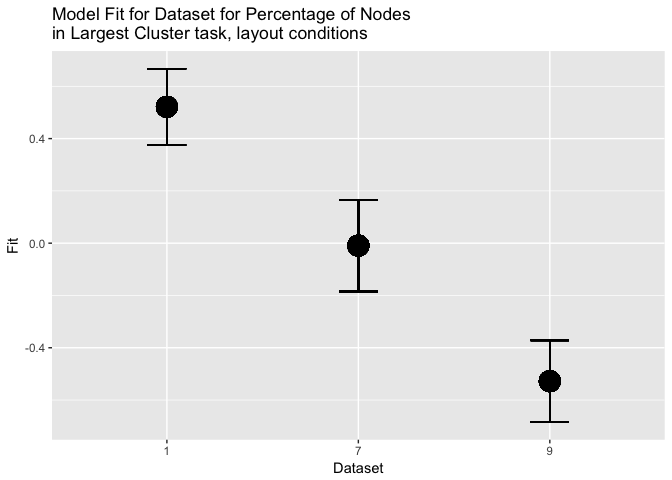 Model Fit for Dataset for Percentage of Nodes
in Largest Cluster task, layout conditions
Fit
0.4
0.0
-0.4
1 7 9
Dataset